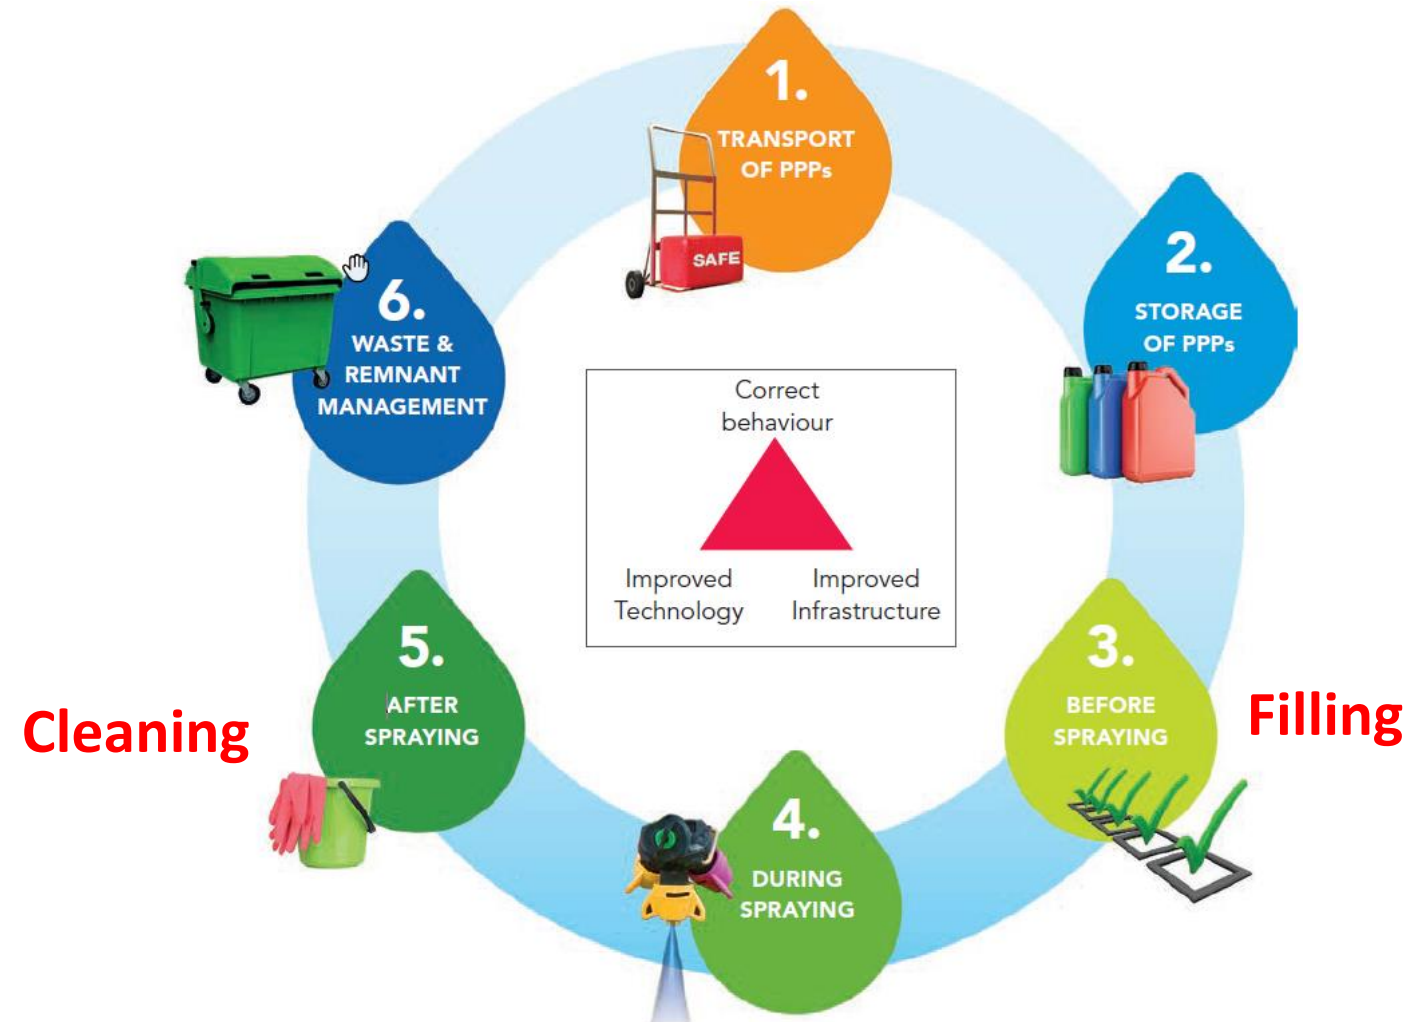 1.
TRANSPORT
OF PPPs
SAFE
2.
STORAGE
OF PPPs
3.
BEFORE
SPRAYING
Filling
4.
DURING
SPRAYING
5.
AFTER
SPRAYING
Cleaning
6.
WASTE &
REMNANT
MANAGEMENT
Correct
behaviour
Improved
Technology
Improved
Infrastructure